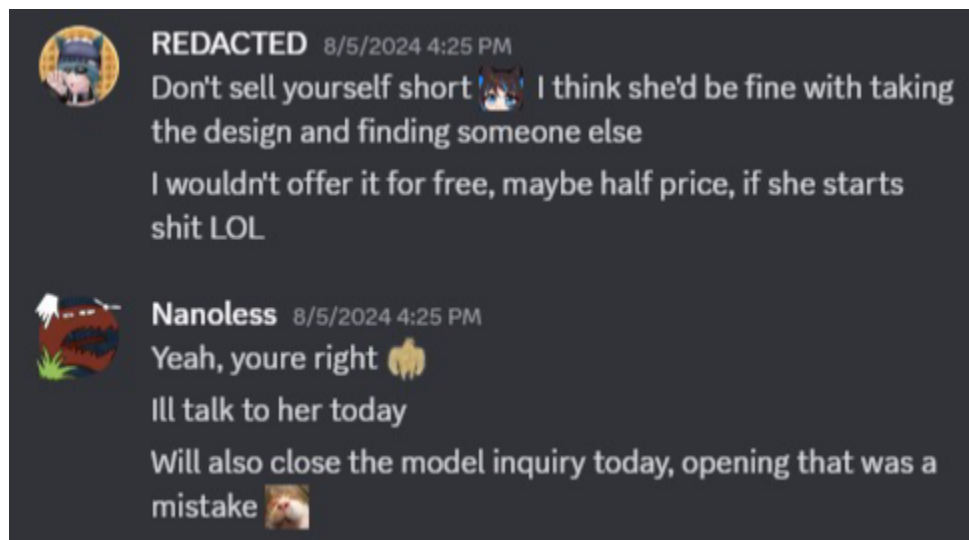 REDACTED 8/5/2024 4:25 PM
Don't sell yourself short I think she'd be fine with taking
the design and finding someone else
I wouldn't offer it for free, maybe half price, if she starts
shit LOL
Nanoless 8/5/2024 4:25 PM
Yeah, youre right
Ill talk to her today
Will also close the model inquiry today, opening that was a
mistake